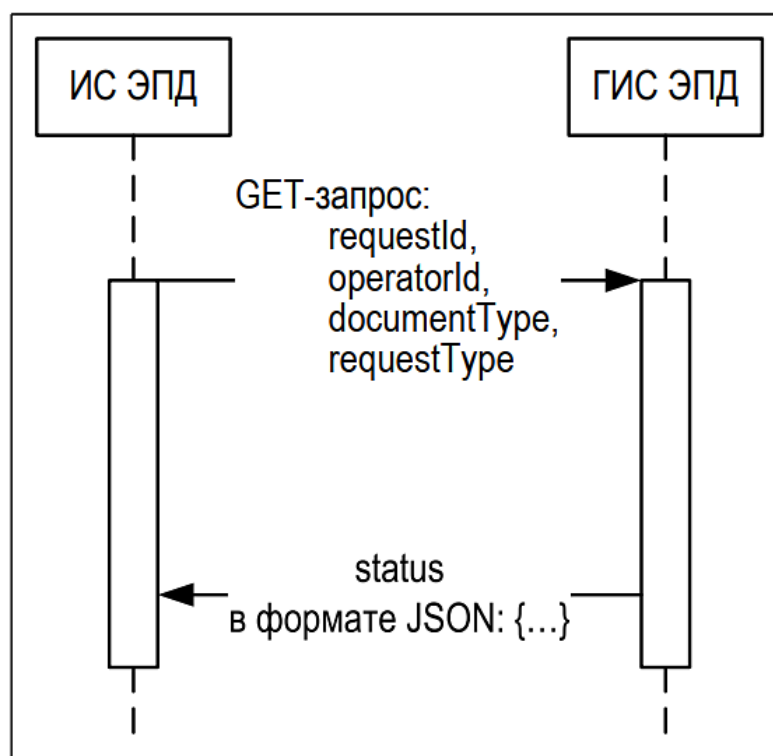 ИС ЭПД
ГИС ЭПД
GET-запрос:
requestId,
operatorId,
documentType,
requestType
status
в формате JSON: {...}